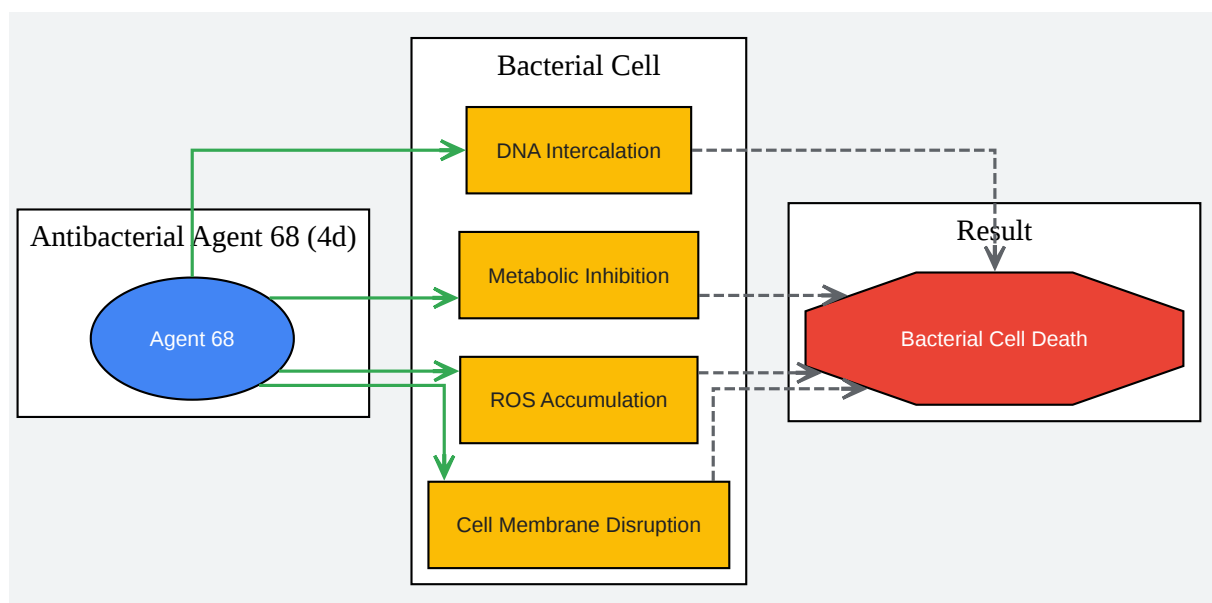 Antibacterial Agent 68 (4d)
Agent 68
Bacterial Cell
DNA Intercalation
Metabolic Inhibition
ROS Accumulation
Cell Membrane Disruption
Result
Bacterial Cell Death